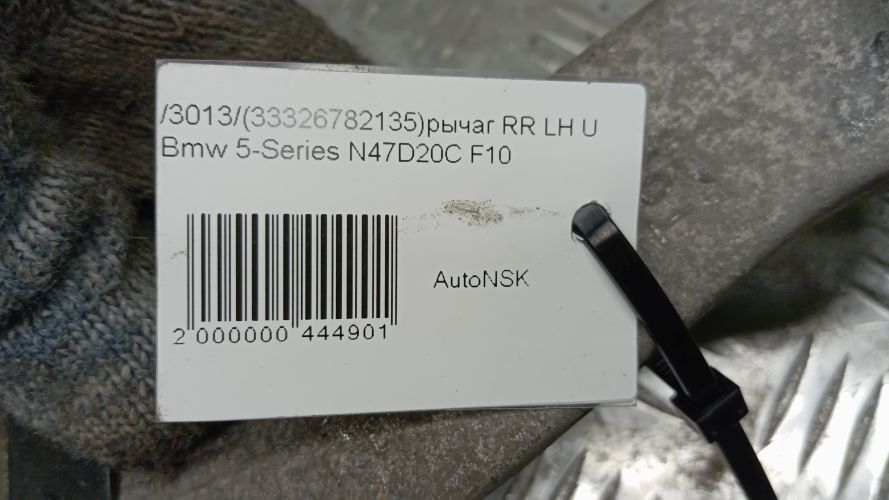 /3013/(33326782135)рычаг RR LH U
Bmw 5-Series N47D20C F10
AutoNSK
2 000000 444901